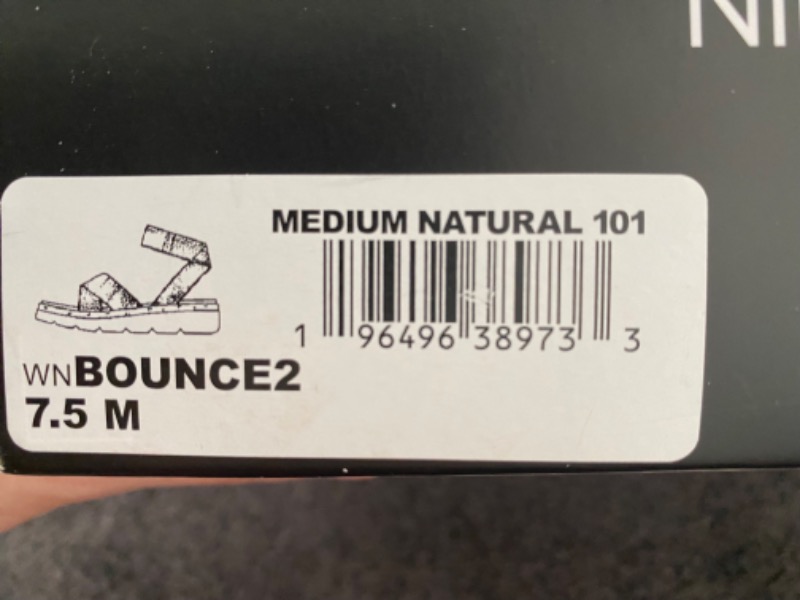 MEDIUM NATURAL 101
1 96496 38973 3
WNBOUNCE2
7.5 M